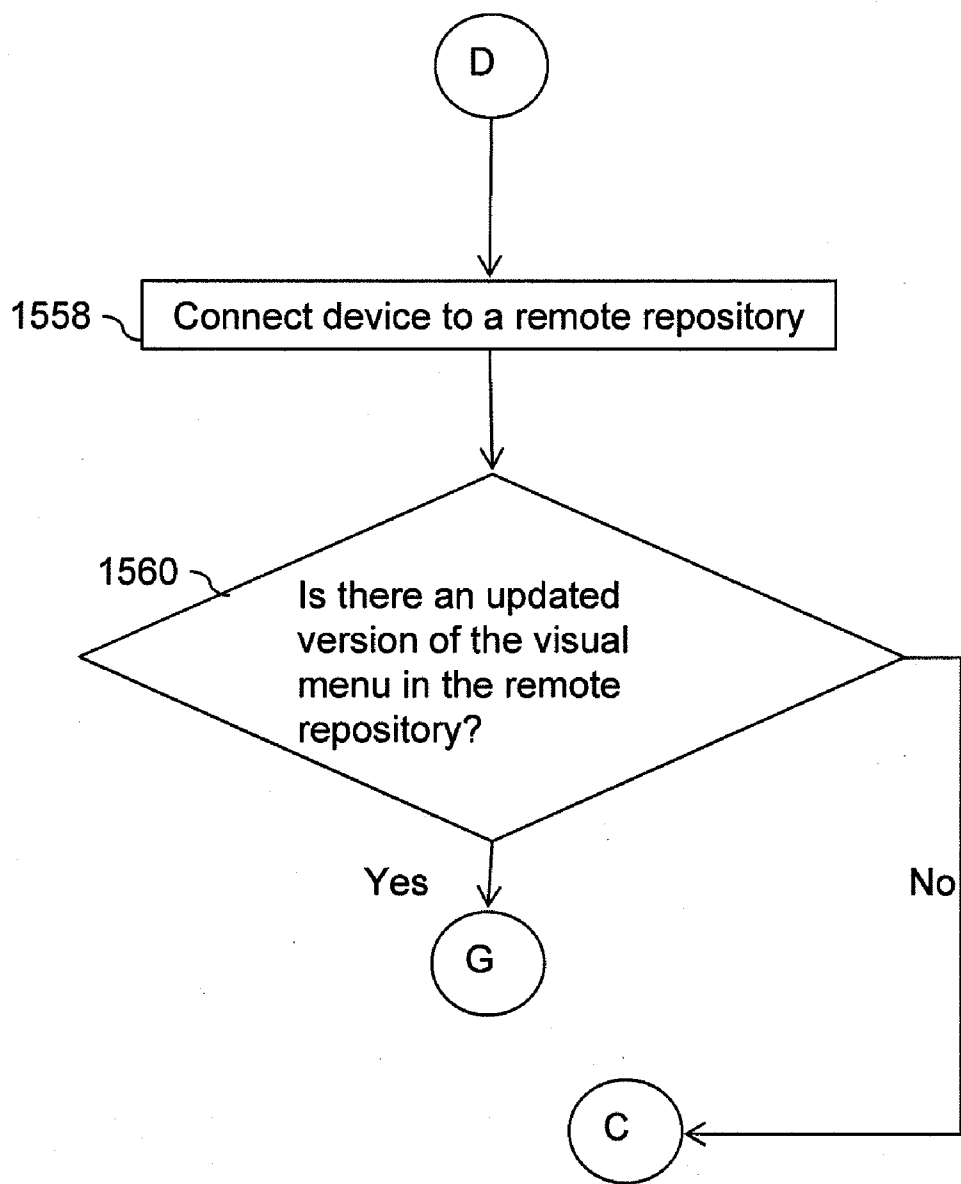 D
1558
Connect device to a remote repository
1560
Is there an updated
version of the visual
menu in the remote
repository?
Yes
No
G
C